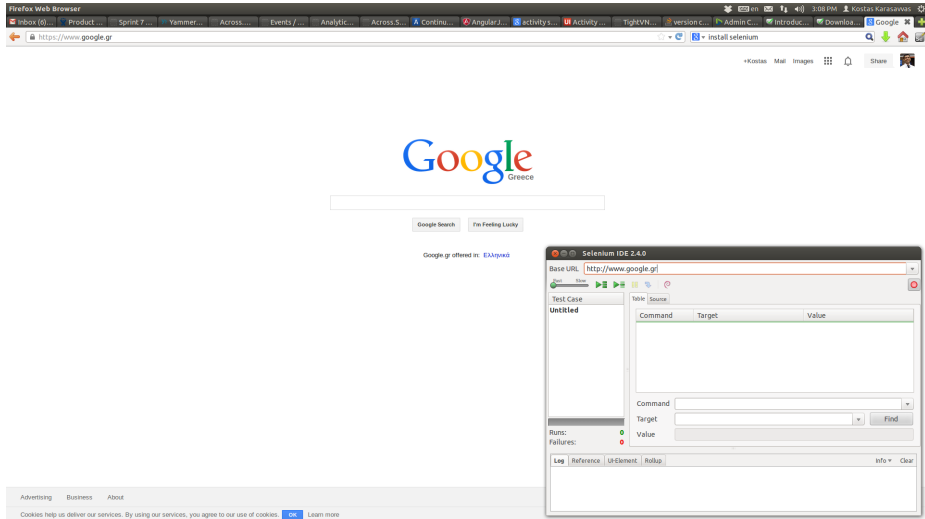 Firefox Web Browser
en 3:08 PM Kostas Karasavvas
Inbox (6)... Product ... Sprint 7 ... Yammer... Across.... Events / ... Analytic... Across.S... Continu... AngularJ... activity s... Activity ... TightVN... version c... Admin C... Introduc... Downloa... Google
https://www.google.gr
install selenium
+Kostas Mail Images Share
Google
Greece
Google Search I'm Feeling Lucky
Google.gr offered in: Ελληνικά
Selenium IDE 2.4.0
Base URL http://www.google.gr
Fast Slow
Test Case
Untitled
Table Source
Command Target Value
Command
Target Find
Value
Runs: 0
Failures: 0
Log Reference UI-Element Rollup Info Clear
Advertising Business About
Cookies help us deliver our services. By using our services, you agree to our use of cookies. OK Learn more